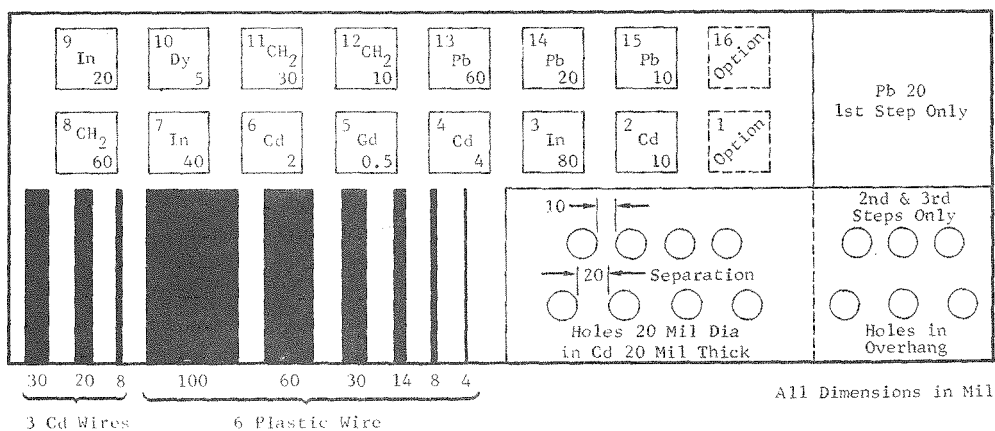 9 In 20
10 Dy 5
11 CH2 30
12 CH2 10
13 Pb 60
14 Pb 20
15 Pb 10
16 Option
Pb 20
1st Step Only
8 CH2 60
7 In 40
6 Cd 2
5 Gd 0.5
4 Cd 4
3 In 80
2 Cd 10
1 Option
10
20 Separation
Holes 20 Mil Dia
in Cd 20 Mil Thick
2nd & 3rd
Steps Only
Holes in
Overhang
30 20 8 100 60 30 14 8 4
All Dimensions in Mil
3 Cd Wires
6 Plastic Wire